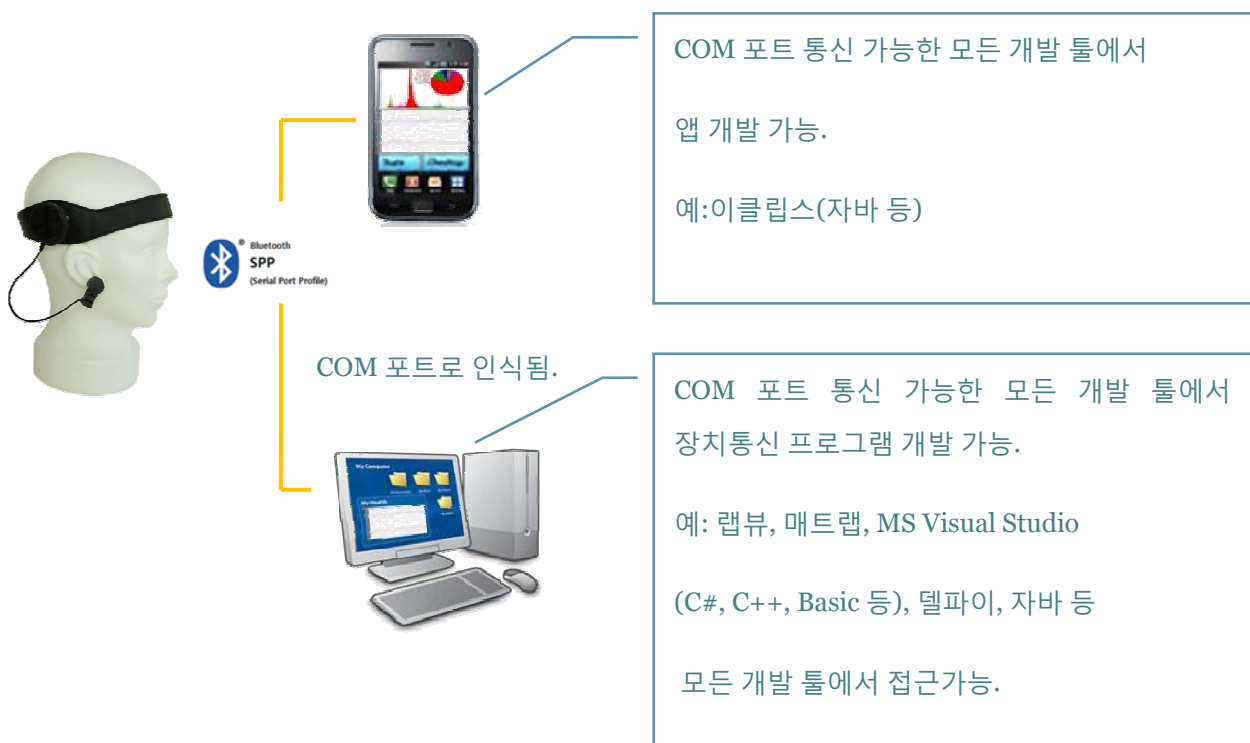 COM 포트 통신 가능한 모든 개발 툴에서
앱 개발 가능.
예:이클립스(자바 등)
® Bluetooth
SPP
(Serial Port Profile)
COM 포트로 인식됨.
COM 포트 통신 가능한 모든 개발 툴에서
장치통신 프로그램 개발 가능.
예: 랩뷰, 매트랩, MS Visual Studio
(C#, C++, Basic 등), 델파이, 자바 등
모든 개발 툴에서 접근가능.
My Computer
My Health